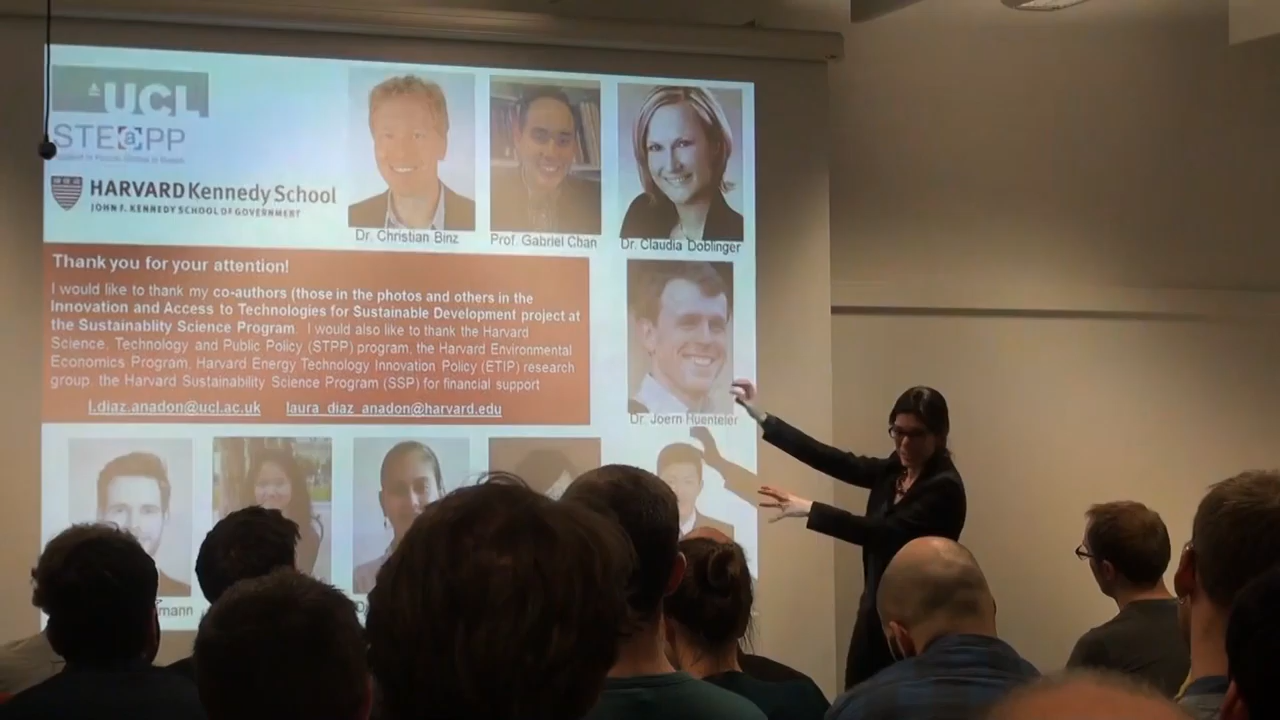 UCL
STEaPP
HARVARD Kennedy School
JOHN F. KENNEDY SCHOOL OF GOVERNMENT
Dr. Christian Binz
Prof. Gabriel Chan
Dr. Claudia Doblinger
Thank you for your attention!
I would like to thank my co-authors (those in the photos and others in the
Innovation and Access to Technologies for Sustainable Development project at
the Sustainablity Science Program. I would also like to thank the Harvard
Science, Technology and Public Policy (STPP) program, the Harvard Environmental
Economics Program, Harvard Energy Technology Innovation Policy (ETIP) research
group, the Harvard Sustainability Science Program (SSP) for financial support
l.diaz.anadon@ucl.ac.uk laura_diaz_anadon@harvard.edu
Dr. Joern Huenteler
mann